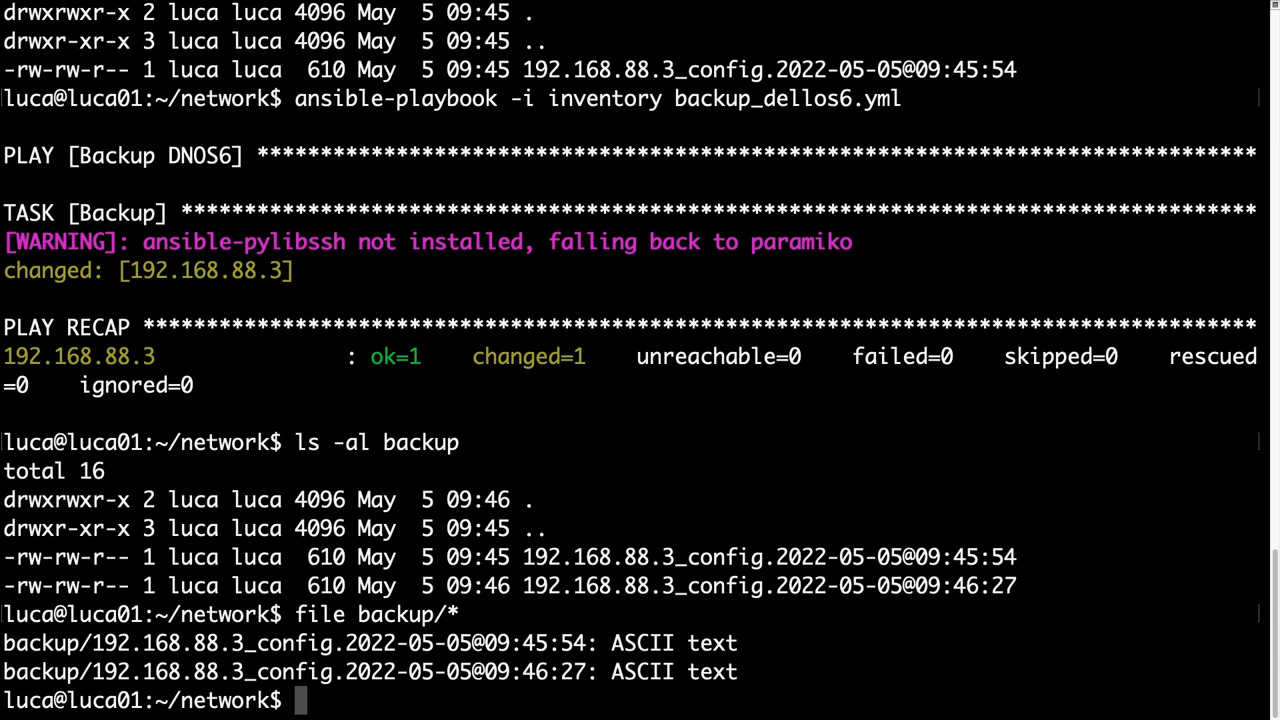 drwxrwxr-x 2 luca luca 4096 May  5 09:45 .
drwxr-xr-x 3 luca luca 4096 May  5 09:45 ..
-rw-rw-r-- 1 luca luca  610 May  5 09:45 192.168.88.3_config.2022-05-05@09:45:54
luca@luca01:~/network$ ansible-playbook -i inventory backup_dellos6.yml
PLAY [Backup DNOS6] *******************************************************************************
TASK [Backup] *************************************************************************************
[WARNING]: ansible-pylibssh not installed, falling back to paramiko
changed: [192.168.88.3]
PLAY RECAP ****************************************************************************************
192.168.88.3               : ok=1    changed=1    unreachable=0    failed=0    skipped=0    rescued
=0    ignored=0
luca@luca01:~/network$ ls -al backup
total 16
drwxrwxr-x 2 luca luca 4096 May  5 09:46 .
drwxr-xr-x 3 luca luca 4096 May  5 09:45 ..
-rw-rw-r-- 1 luca luca  610 May  5 09:45 192.168.88.3_config.2022-05-05@09:45:54
-rw-rw-r-- 1 luca luca  610 May  5 09:46 192.168.88.3_config.2022-05-05@09:46:27
luca@luca01:~/network$ file backup/*
backup/192.168.88.3_config.2022-05-05@09:45:54: ASCII text
backup/192.168.88.3_config.2022-05-05@09:46:27: ASCII text
luca@luca01:~/network$